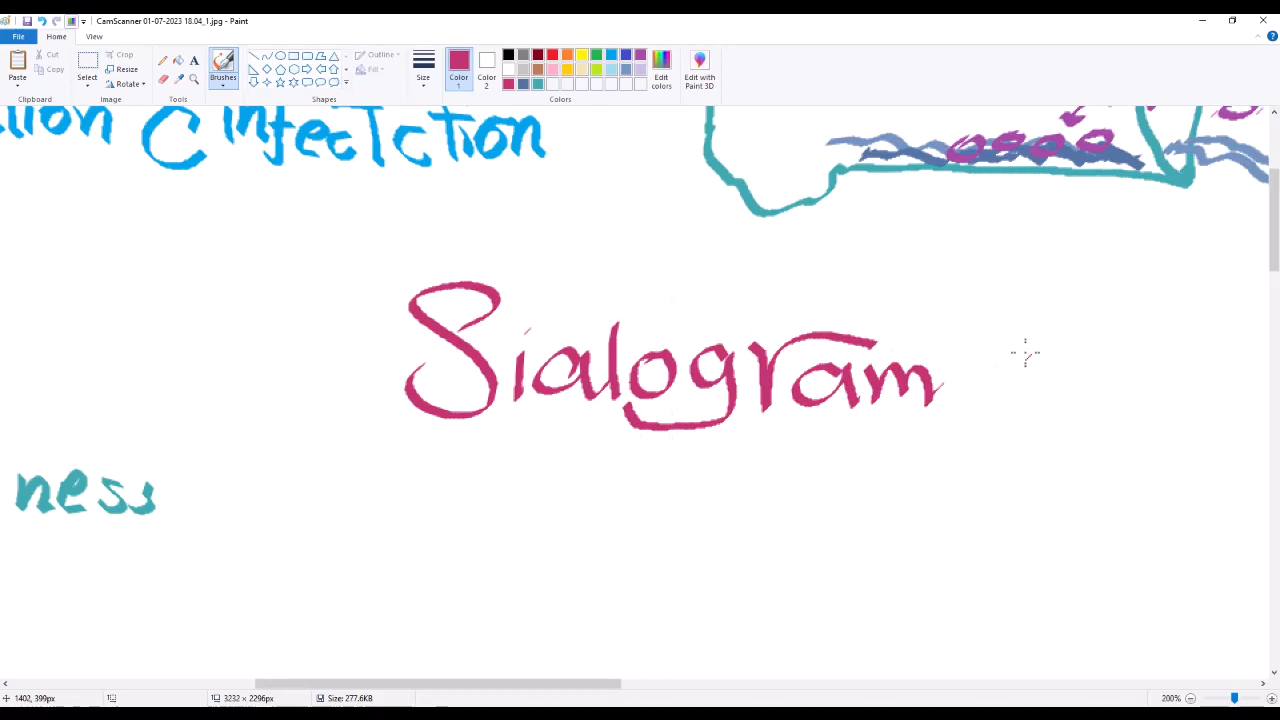 CamScanner 01-07-2023 18.04_1.jpg - Paint
File Home View
Paste Cut Copy Clipboard
Select Crop Resize Rotate Image
Tools
Brushes
Outline Fill Shapes
Size
Color 1 Color 2 Edit colors Colors
Edit with Paint 3D
C Infectction
Sialogram
ness
1402, 399px 3232 × 2296px Size: 277.6KB 200%